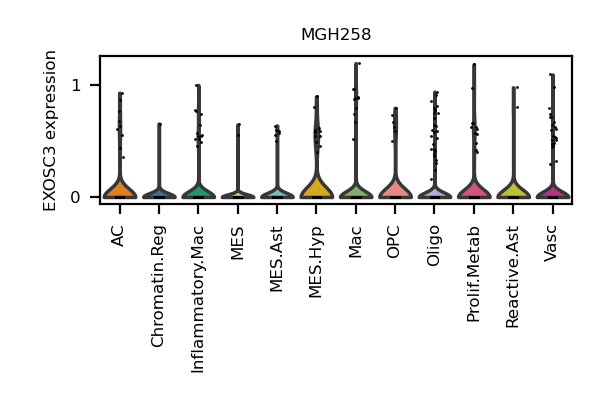 MGH258
EXOSC3 expression
1
0
AC
Chromatin.Reg
Inflammatory.Mac
MES
MES.Ast
MES.Hyp
Mac
OPC
Oligo
Prolif.Metab
Reactive.Ast
Vasc